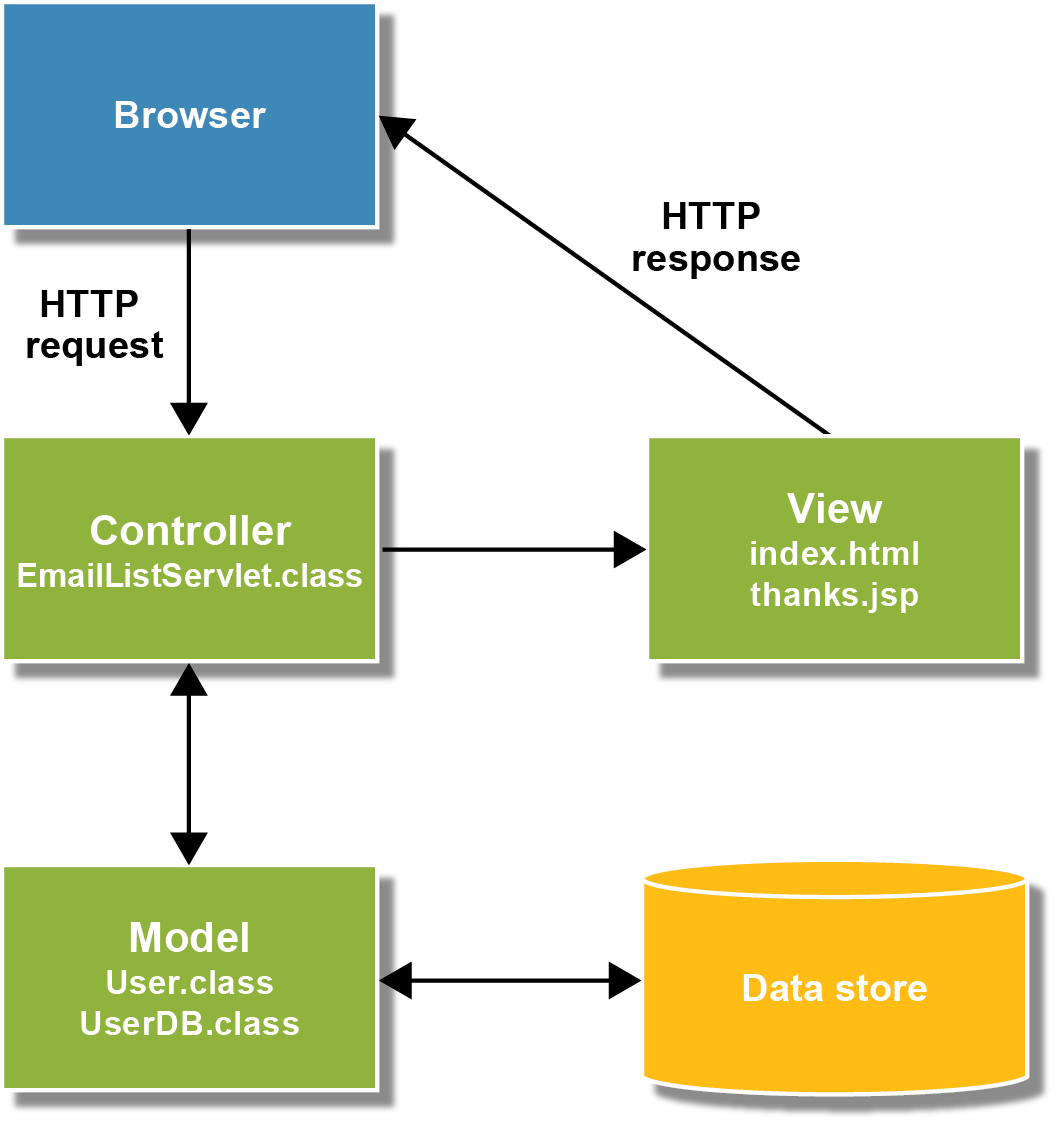 Browser
HTTP
response
HTTP
request
Controller
EmailListServlet.class
View
index.html
thanks.jsp
Model
User.class
UserDB.class
Data store